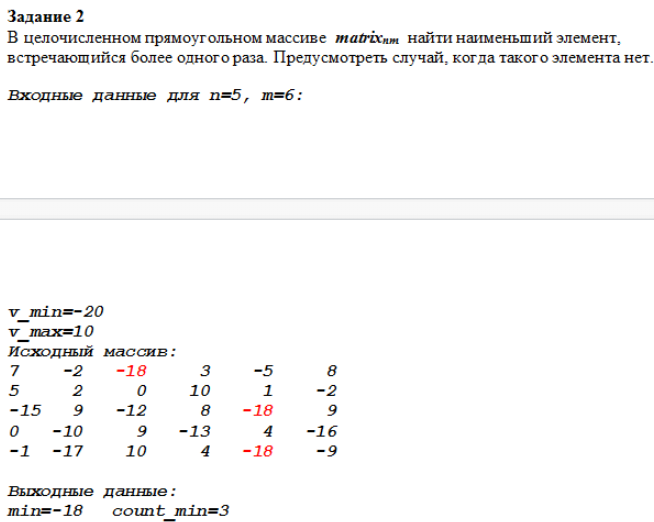 Задание 2
В целочисленном прямоугольном массиве matrixnm найти наименьший элемент,
встречающийся более одного раза. Предусмотреть случай, когда такого элемента нет.
Входные данные для n=5, m=6:
v_min=-20
v_max=10
Исходный массив:
7 -2 -18 3 -5 8
5 2 0 10 1 -2
-15 9 -12 8 -18 9
0 -10 9 -13 4 -16
-1 -17 10 4 -18 -9
Выходные данные:
min=-18 count_min=3